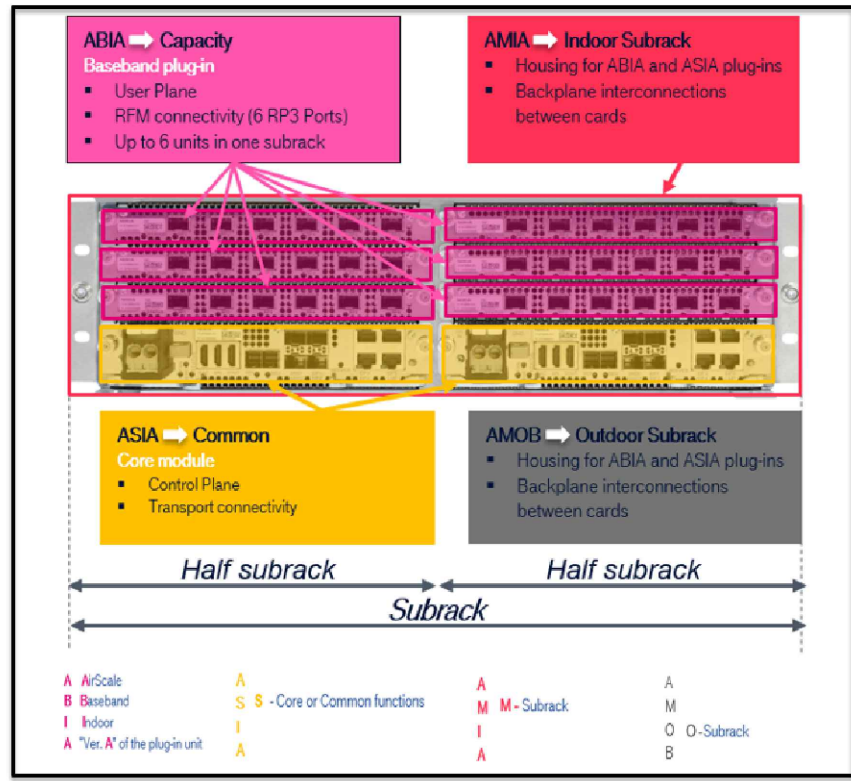 ABIA ➡ Capacity
Baseband plug-in
▪ User Plane
▪ RFM connectivity (6 RP3 Ports)
▪ Up to 6 units in one subrack
AMIA ➡ Indoor Subrack
▪ Housing for ABIA and ASIA plug-ins
▪ Backplane interconnections
between cards
ASIA ➡ Common
Core module
▪ Control Plane
▪ Transport connectivity
AMOB ➡ Outdoor Subrack
▪ Housing for ABIA and ASIA plug-ins
▪ Backplane interconnections
between cards
Half subrack
Half subrack
Subrack
A AirScale
B Baseband
I Indoor
A "Ver. A" of the plug-in unit
A
S S - Core or Common functions
I
A
A
M M - Subrack
I
A
A
M
O O-Subrack
B